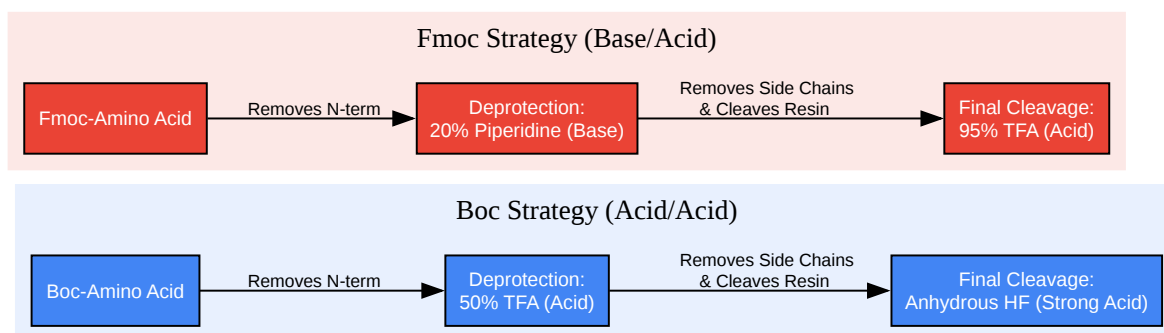 Fmoc Strategy (Base/Acid)
Fmoc-Amino Acid
Removes N-term
Deprotection:
20% Piperidine (Base)
Removes Side Chains
& Cleaves Resin
Final Cleavage:
95% TFA (Acid)
Boc Strategy (Acid/Acid)
Boc-Amino Acid
Removes N-term
Deprotection:
50% TFA (Acid)
Removes Side Chains
& Cleaves Resin
Final Cleavage:
Anhydrous HF (Strong Acid)